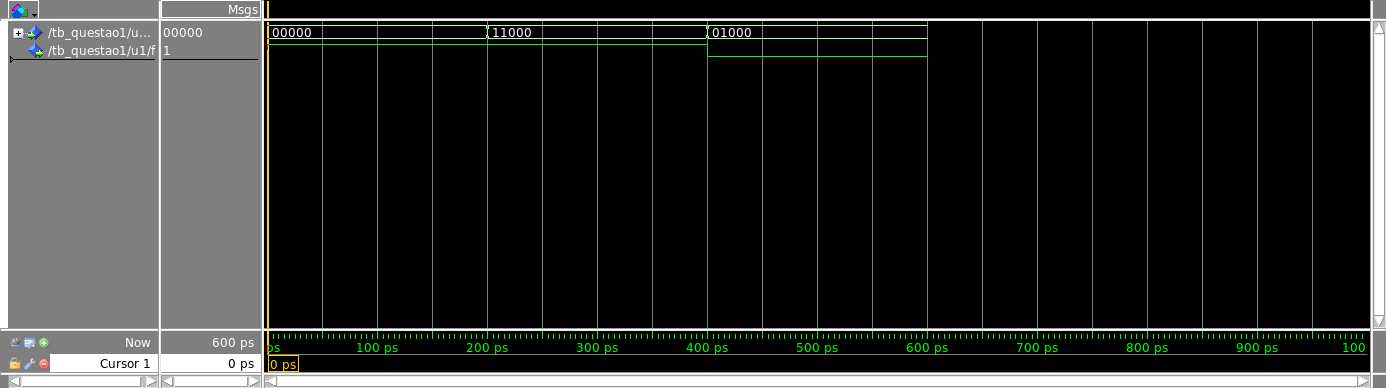 Msgs
/tb_questao1/u... 00000 00000 11000 01000
/tb_questao1/u1/f 1
Now 600 ps ps 100 ps 200 ps 300 ps 400 ps 500 ps 600 ps 700 ps 800 ps 900 ps 100
Cursor 1 0 ps 0 ps